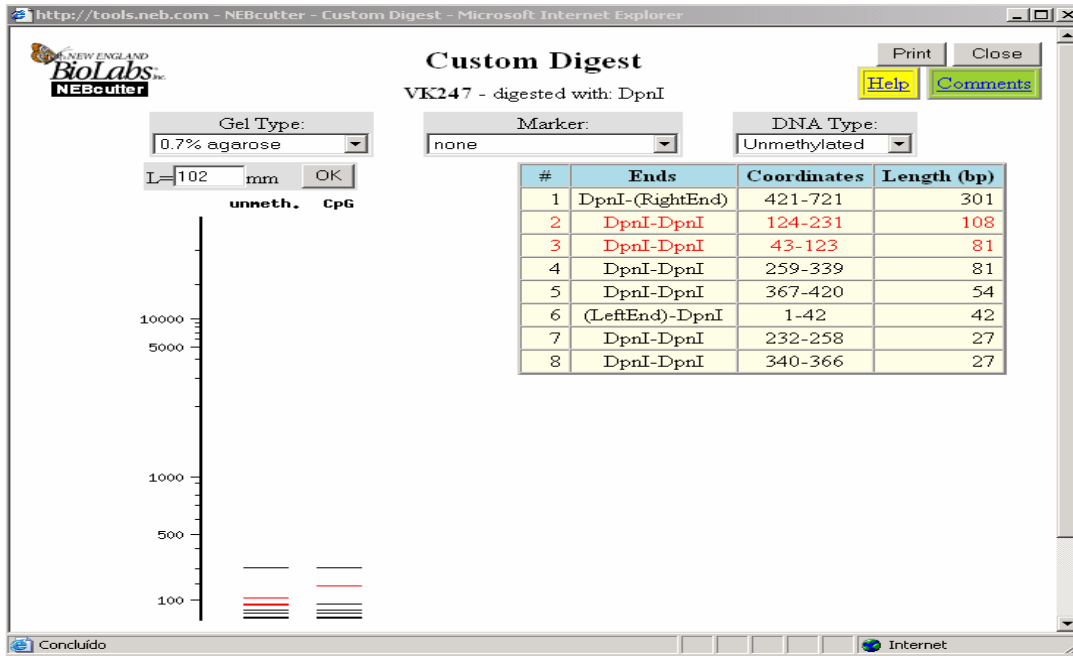 http://tools.neb.com - NEBcutter - Custom Digest - Microsoft Internet Explorer
NEW ENGLAND
BioLabs Inc.
NEBcutter
Custom Digest
VK247 - digested with: DpnI
Print Close
Help Comments
Gel Type: Marker: DNA Type:
0.7% agarose none Unmethylated
L= 102 mm OK
# Ends Coordinates Length (bp)
1 DpnI-(RightEnd) 421-721 301
2 DpnI-DpnI 124-231 108
3 DpnI-DpnI 43-123 81
4 DpnI-DpnI 259-339 81
5 DpnI-DpnI 367-420 54
6 (LeftEnd)-DpnI 1-42 42
7 DpnI-DpnI 232-258 27
8 DpnI-DpnI 340-366 27
unmeth. CpG
10000
5000
1000
500
100
Concluído Internet